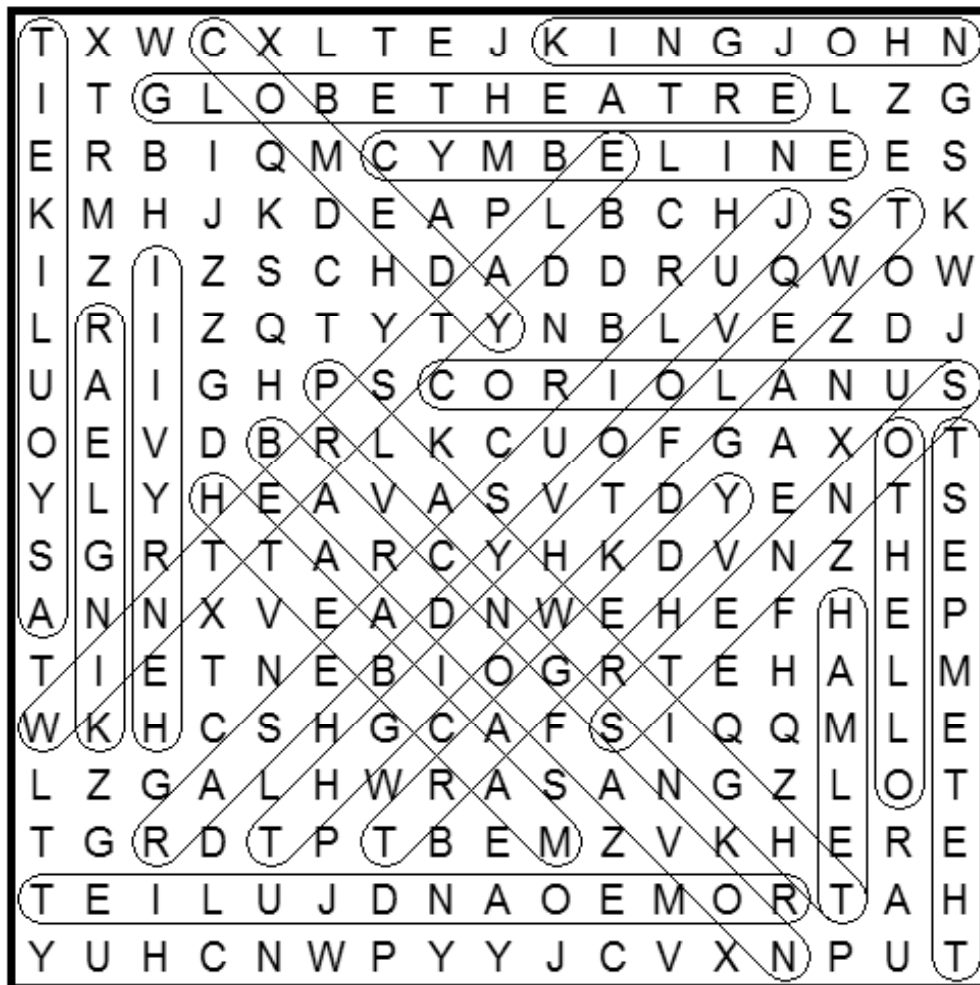 T X W C X L T E J K I N G J O H N
I T G L O B E T H E A T R E L Z G
E R B I Q M C Y M B E L I N E E S
K M H J K D E A P L B C H J S T K
I Z I Z S C H D A D D R U Q W O W
L R I Z Q T Y T Y N B L V E Z D J
U A I G H P S C O R I O L A N U S
O E V D B R L K C U O F G A X O T
Y L Y H E A V A S V T D Y E N T S
S G R T T A R C Y H K D V N Z H E
A N N X V E A D N W E H E F H E P
T I E T N E B I O G R T E H A L M
W K H C S H G C A F S I Q Q M L E
L Z G A L H W R A S A N G Z L O T
T G R D T P T B E M Z V K H E R E
T E I L U J D N A O E M O R T A H
Y U H C N W P Y Y J C V X N P U T